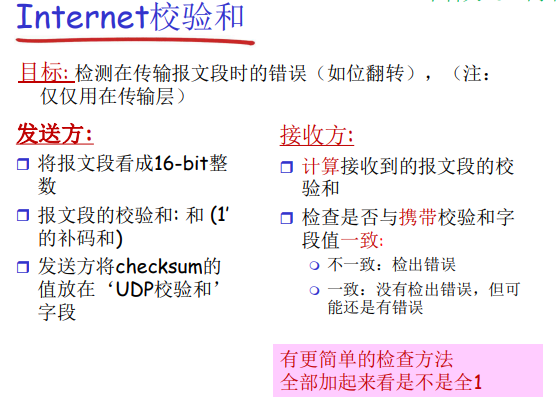 Internet校验和
目标: 检测在传输报文段时的错误（如位翻转），（注：
仅仅用在传输层）
发送方:
将报文段看成16-bit整
数
报文段的校验和: 和 (1’
的补码和)
发送方将checksum的
值放在‘UDP校验和’
字段
接收方:
计算接收到的报文段的校
验和
检查是否与携带校验和字
段值一致:
不一致：检出错误
一致：没有检出错误，但可
能还是有错误
有更简单的检查方法
全部加起来看是不是全1